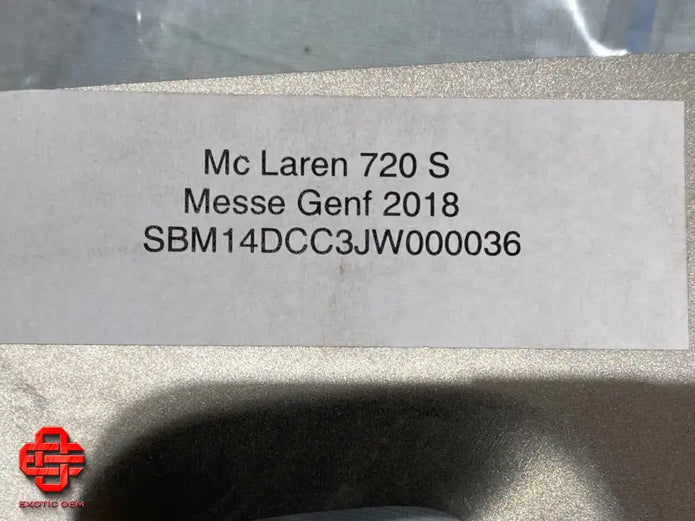 Mc Laren 720 S
Messe Genf 2018
SBM14DCC3JW000036
EXOTIC OEM